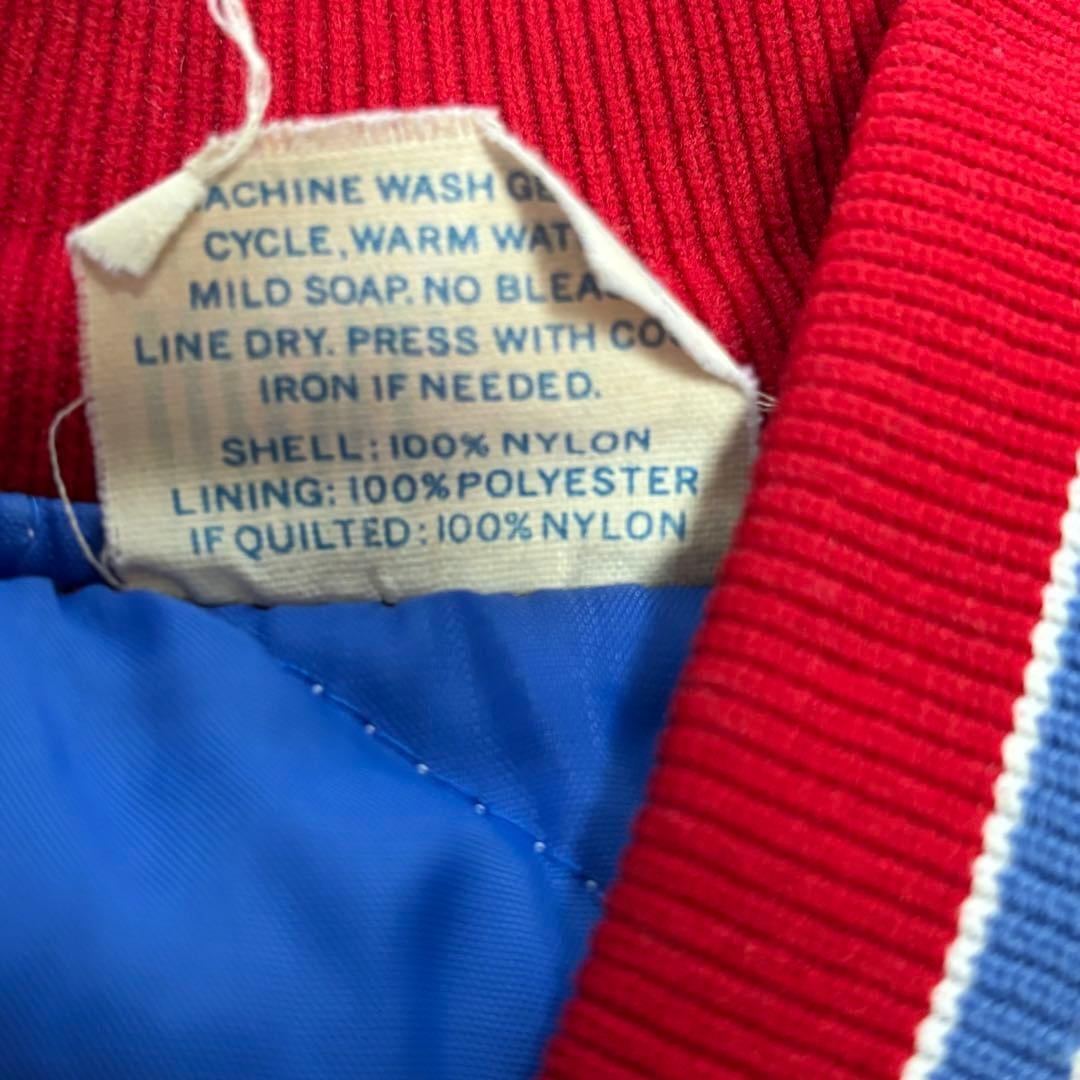 ACHINE WASH GE
CYCLE, WARM WAT
MILD SOAP. NO BLEA
LINE DRY. PRESS WITH CO
IRON IF NEEDED.
SHELL: 100% NYLON
LINING: 100% POLYESTER
IF QUILTED: 100% NYLON